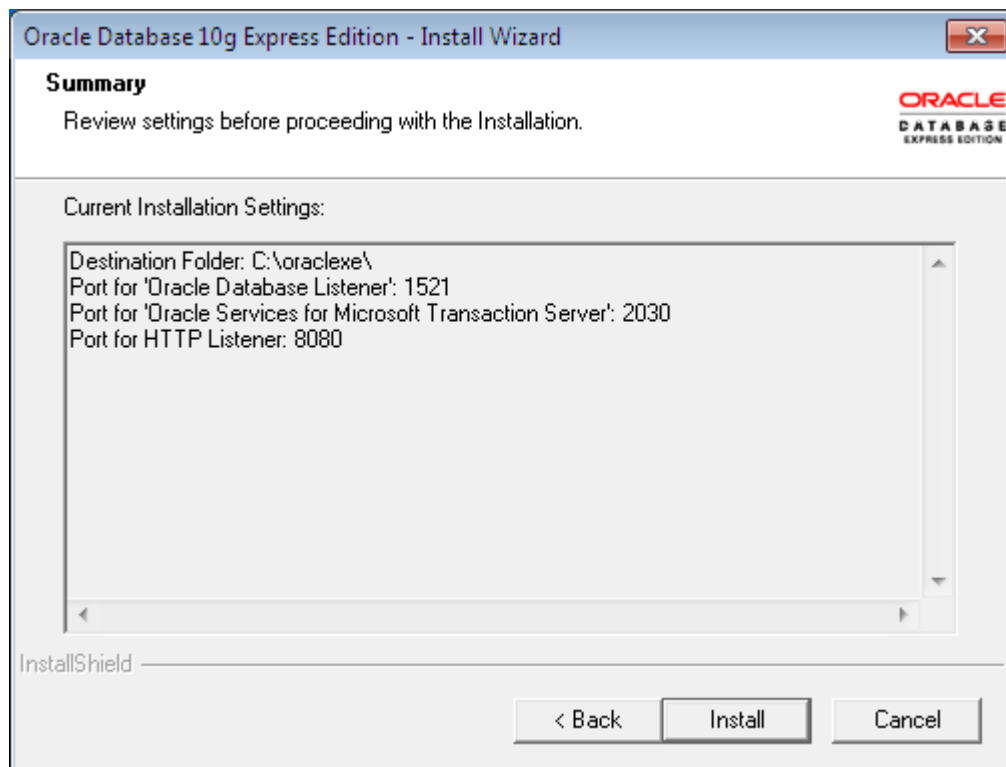 Oracle Database 10g Express Edition - Install Wizard
Summary
Review settings before proceeding with the Installation.
ORACLE
DATABASE
EXPRESS EDITION
Current Installation Settings:
Destination Folder: C:\oraclexe\
Port for 'Oracle Database Listener': 1521
Port for 'Oracle Services for Microsoft Transaction Server': 2030
Port for HTTP Listener: 8080
InstallShield
< Back
Install
Cancel